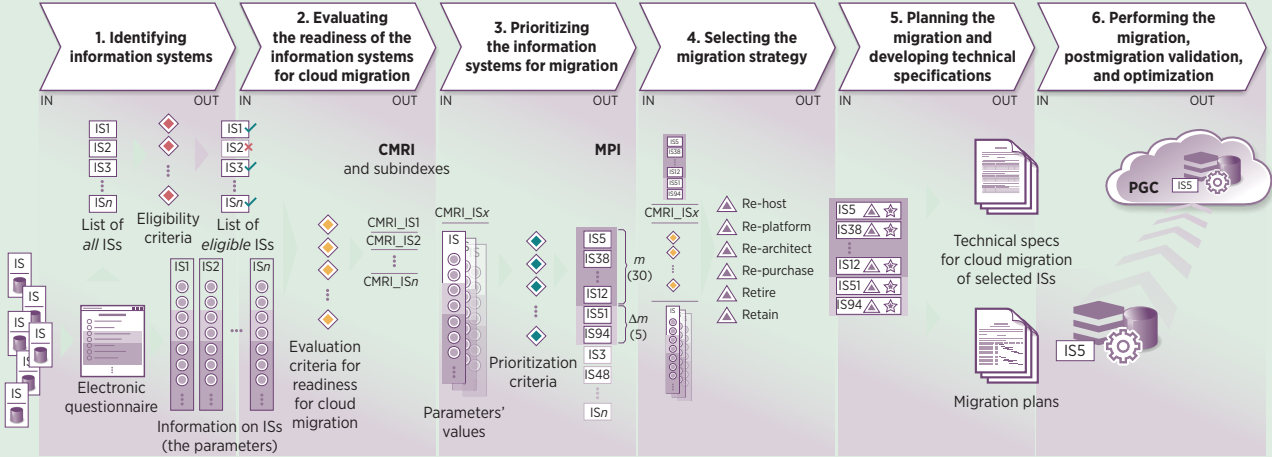 1. Identifying
information systems
2. Evaluating
the readiness of the
information systems
for cloud migration
3. Prioritizing
the information
systems for migration
4. Selecting the
migration strategy
5. Planning the
migration and
developing technical
specifications
6. Performing the
migration,
postmigration validation,
and optimization
IN
OUT
IN
OUT
IN
OUT
IN
OUT
IN
OUT
IN
OUT
IS1
IS2
IS3
ISn
List of
all ISs
Eligibility
criteria
IS1
IS2
IS3
ISn
List of
eligible ISs
IS
IS
IS
IS
IS
IS
Electronic
questionnaire
IS1
IS2
ISn
Information on ISs
(the parameters)
Evaluation
criteria for
readiness
for cloud
migration
CMRI
and subindexes
CMRI_IS1
CMRI_IS2
CMRI_ISn
CMRI_ISx
IS
Parameters'
values
Prioritization
criteria
MPI
IS5
IS38
IS12
IS51
IS94
IS3
IS48
ISn
m
(30)
Δm
(5)
IS5
IS38
IS12
IS51
IS94
CMRI_ISx
IS
Re-host
Re-platform
Re-architect
Re-purchase
Retire
Retain
IS5
IS38
IS12
IS51
IS94
Technical specs
for cloud migration
of selected ISs
Migration plans
PGC
IS5
IS5